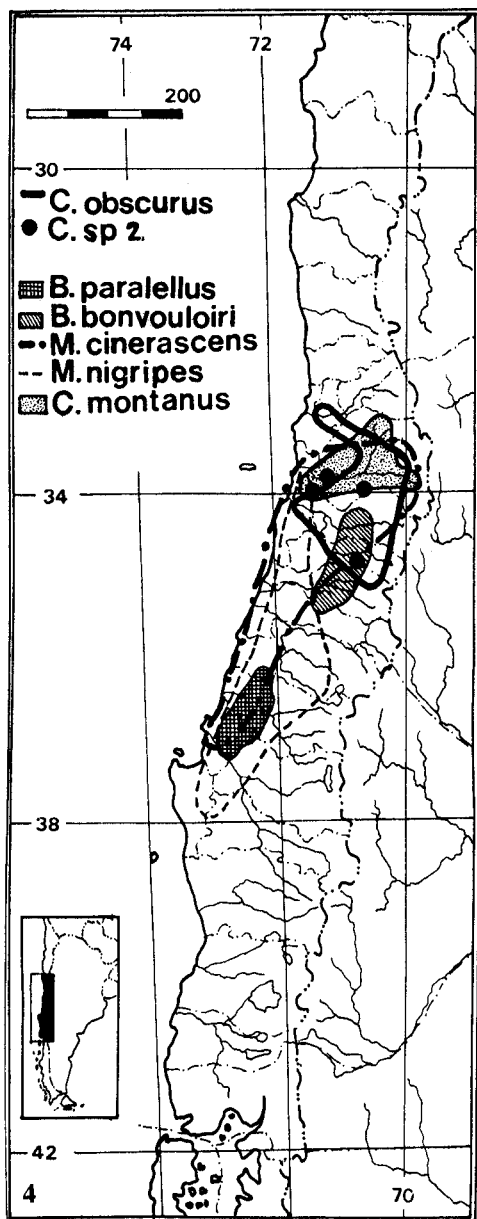 74 72
200
30
C. obscurus
C. sp 2.
B. paralellus
B. bonvouloiri
M. cinerascens
M. nigripes
C. montanus
34
38
42
4 70